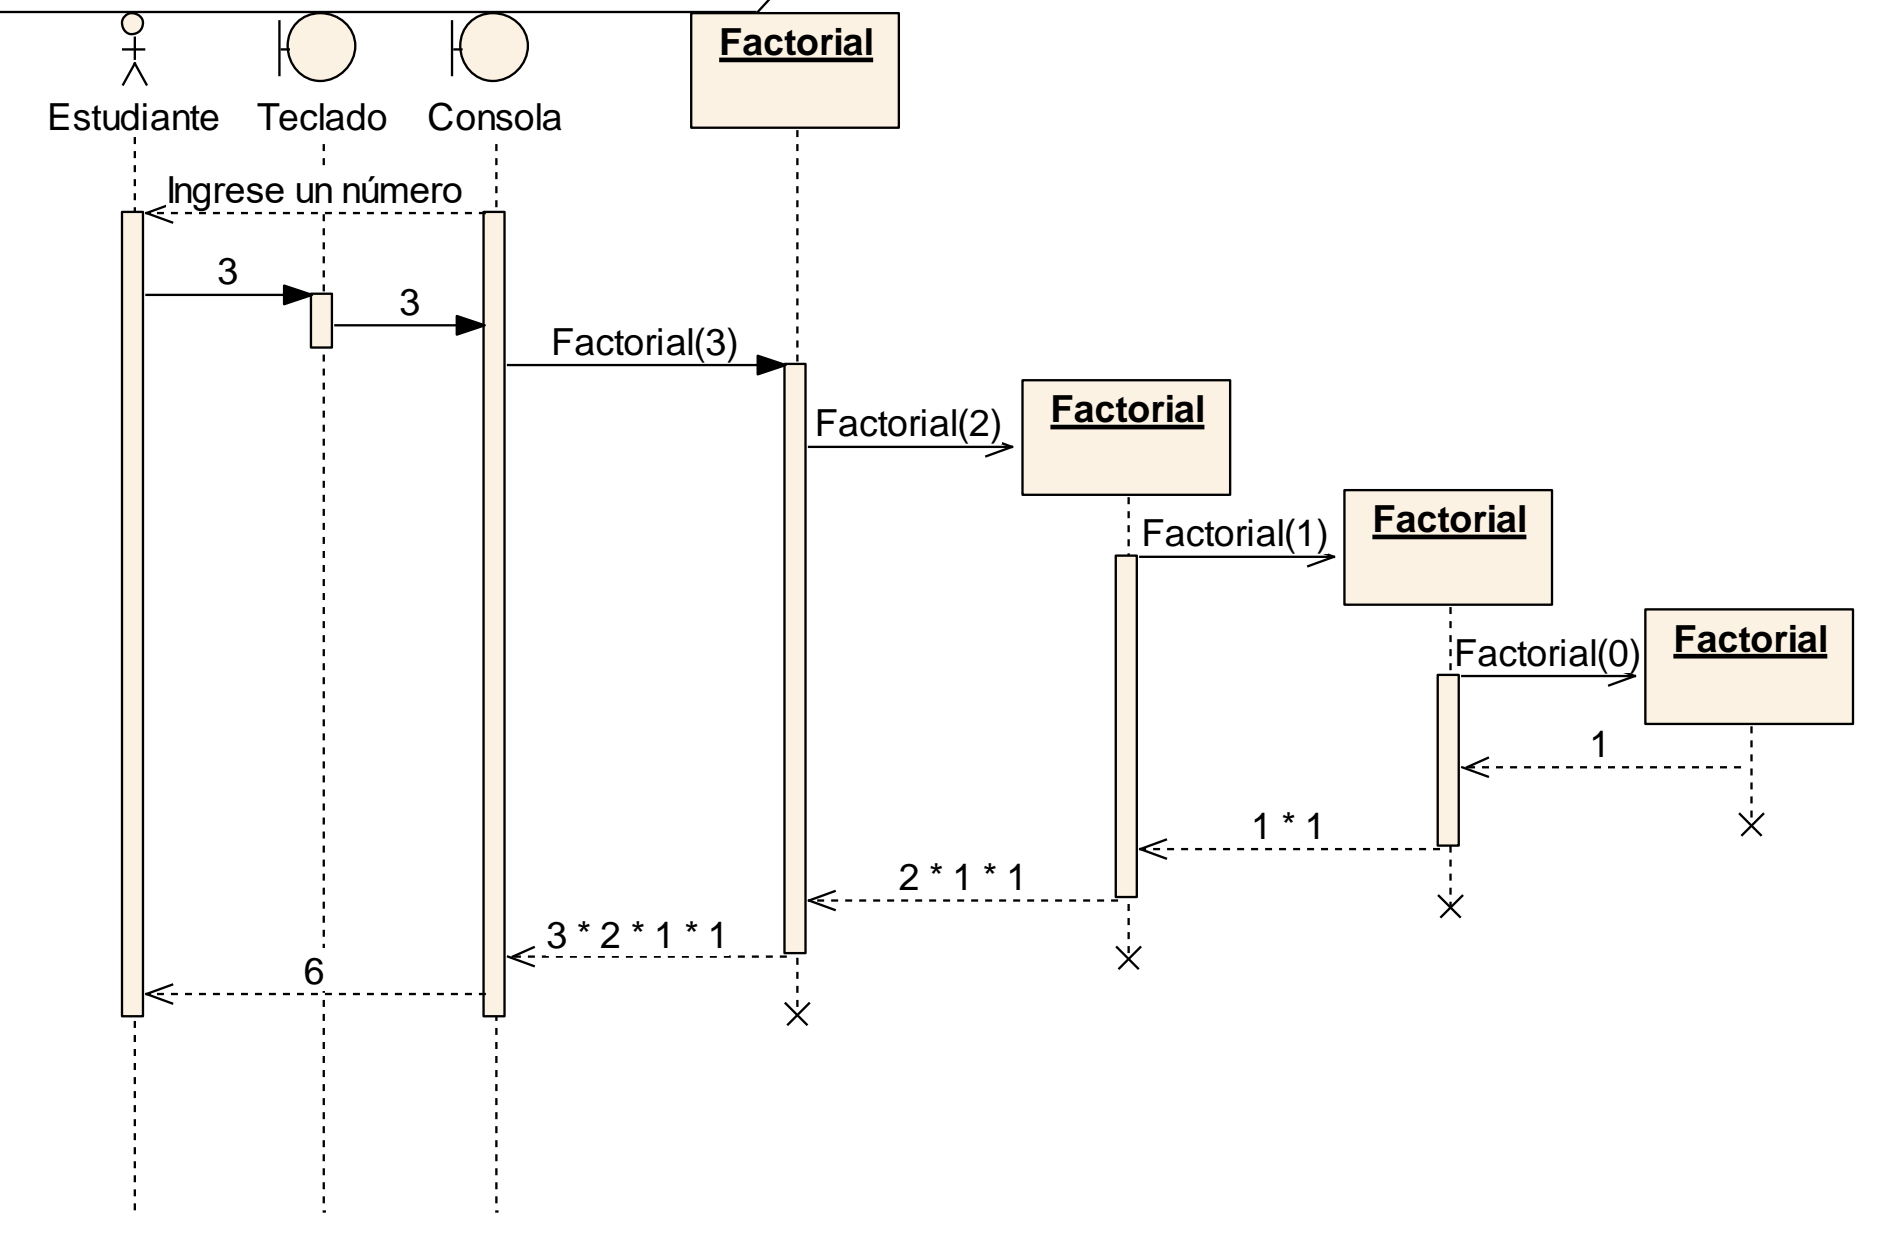 Estudiante
Teclado
Consola
Factorial
Ingrese un número
3
3
Factorial(3)
Factorial(2)
Factorial
Factorial(1)
Factorial
Factorial(0)
Factorial
1
1 * 1
2 * 1 * 1
3 * 2 * 1 * 1
6